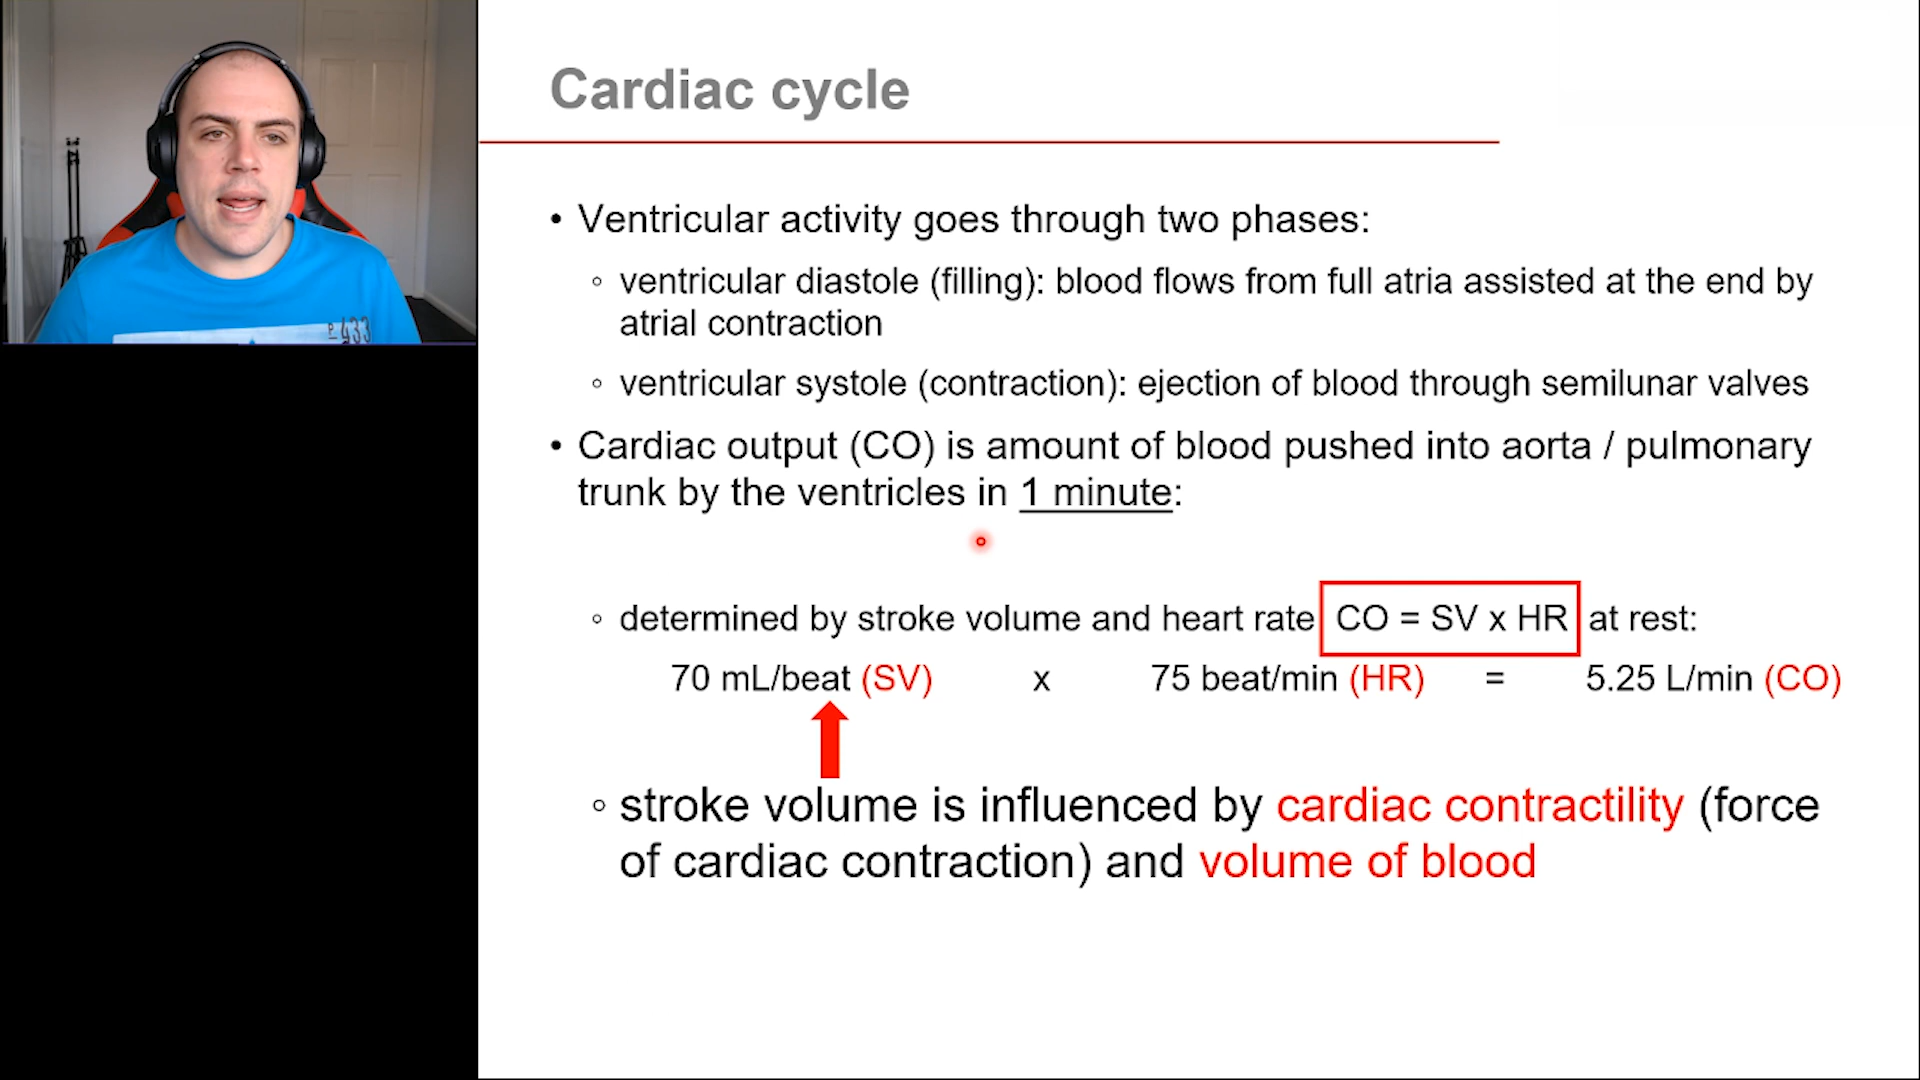 Cardiac cycle
• Ventricular activity goes through two phases:
◦ ventricular diastole (filling): blood flows from full atria assisted at the end by
atrial contraction
◦ ventricular systole (contraction): ejection of blood through semilunar valves
• Cardiac output (CO) is amount of blood pushed into aorta / pulmonary
trunk by the ventricles in 1 minute:
◦ determined by stroke volume and heart rate CO = SV x HR at rest:
70 mL/beat (SV) x 75 beat/min (HR) = 5.25 L/min (CO)
◦ stroke volume is influenced by cardiac contractility (force
of cardiac contraction) and volume of blood